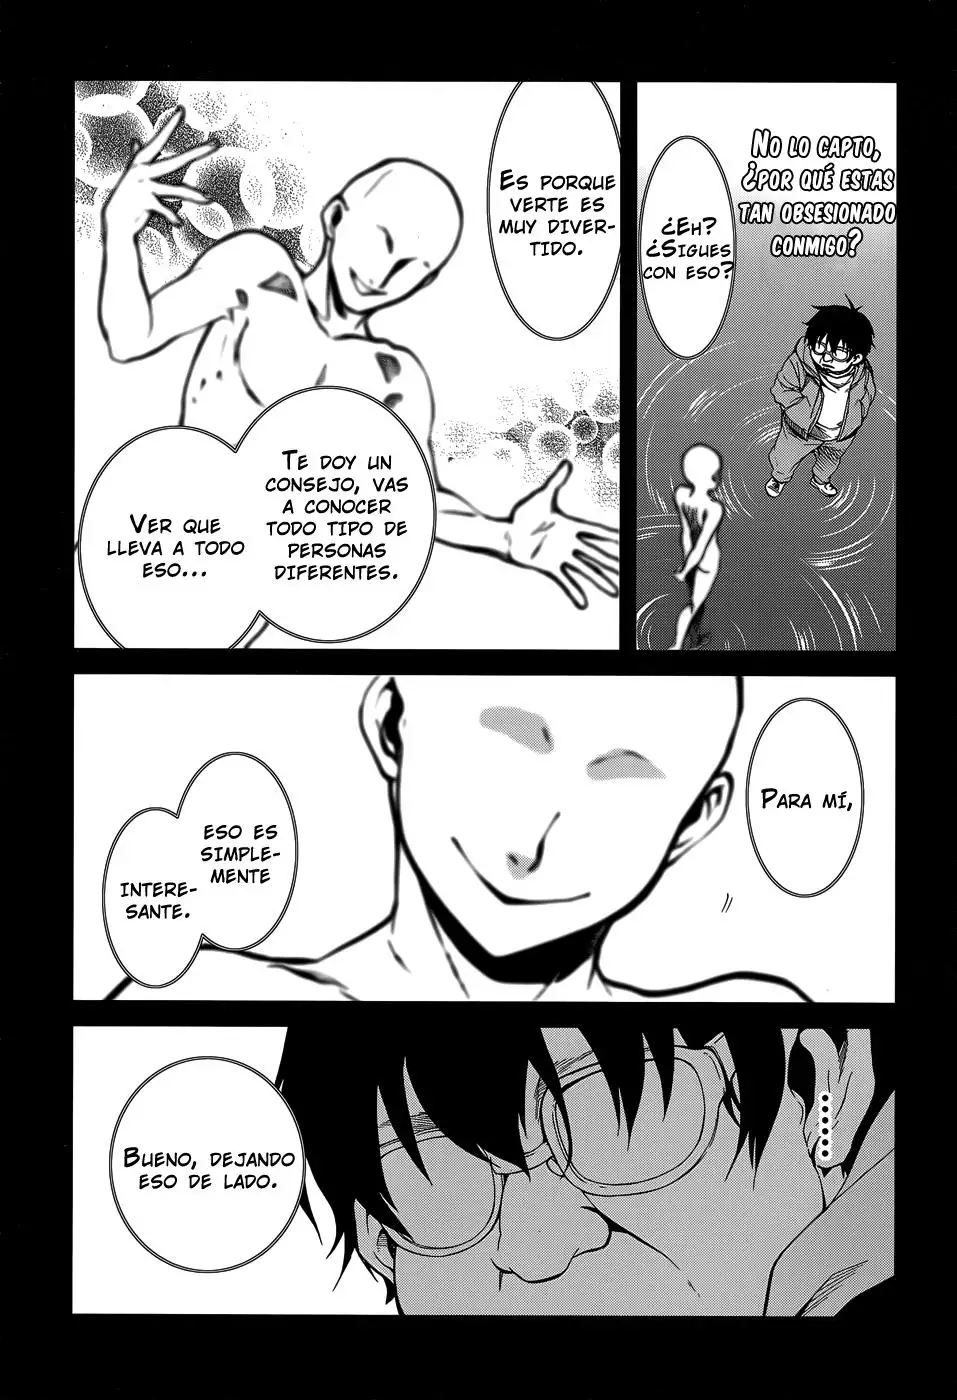 No lo capto,
¿por qué estas
tan obsesionado
conmigo?
¿Eh?
¿Sigues
con eso?
Es porque
verte es
muy diver-
tido.
Te doy un
consejo, vas
a conocer
todo tipo de
personas
diferentes.
Ver que
lleva a todo
eso...
Para mí,
eso es
simple-
mente
intere-
sante.
........
Bueno, dejando
eso de lado.